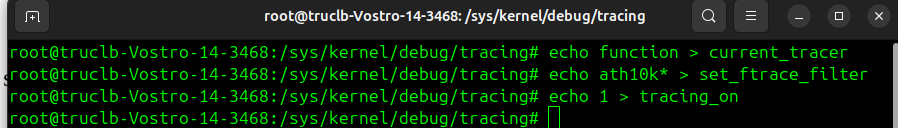 root@truclb-Vostro-14-3468: /sys/kernel/debug/tracing
root@truclb-Vostro-14-3468:/sys/kernel/debug/tracing# echo function > current_tracer
root@truclb-Vostro-14-3468:/sys/kernel/debug/tracing# echo ath10k* > set_ftrace_filter
root@truclb-Vostro-14-3468:/sys/kernel/debug/tracing# echo 1 > tracing_on
root@truclb-Vostro-14-3468:/sys/kernel/debug/tracing#